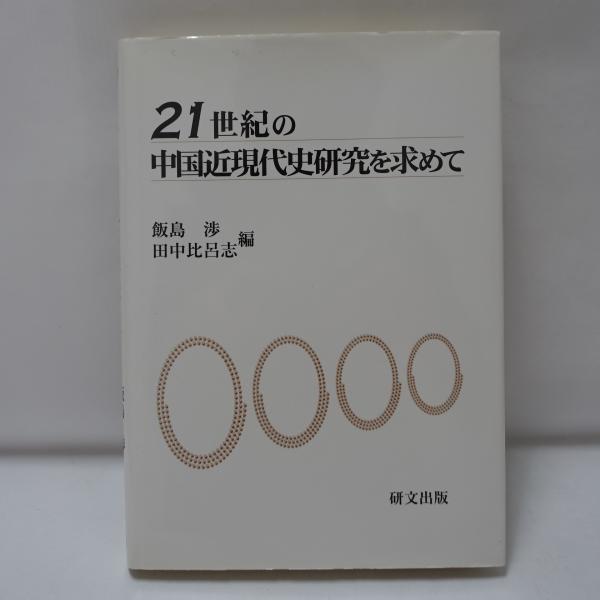 21世紀の
中国近現代史研究を求めて
飯島 渉
田中比呂志 編
研文出版